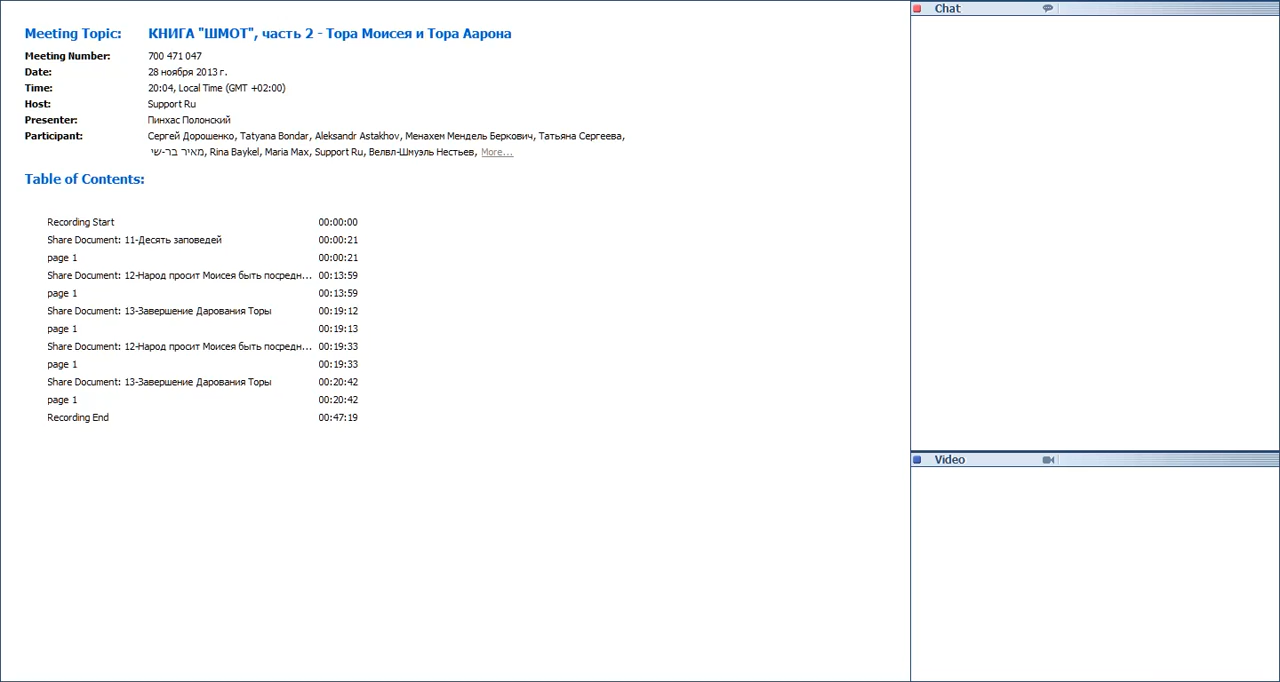 Meeting Topic: КНИГА "ШМОТ", часть 2 - Тора Моисея и Тора Аарона
Meeting Number: 700 471 047
Date: 28 ноября 2013 г.
Time: 20:04, Local Time (GMT +02:00)
Host: Support Ru
Presenter: Пинхас Полонский
Participant: Сергей Дорошенко, Tatyana Bondar, Aleksandr Astakhov, Менахем Мендель Беркович, Татьяна Сергеева,
מאיר בר-שי, Rina Baykel, Maria Max, Support Ru, Велвл-Шмуэль Нестьев, More...
Table of Contents:
Recording Start 00:00:00
Share Document: 11-Десять заповедей 00:00:21
page 1 00:00:21
Share Document: 12-Народ просит Моисея быть посредн... 00:13:59
page 1 00:13:59
Share Document: 13-Завершение Дарования Торы 00:19:12
page 1 00:19:13
Share Document: 12-Народ просит Моисея быть посредн... 00:19:33
page 1 00:19:33
Share Document: 13-Завершение Дарования Торы 00:20:42
page 1 00:20:42
Recording End 00:47:19
Chat
Video